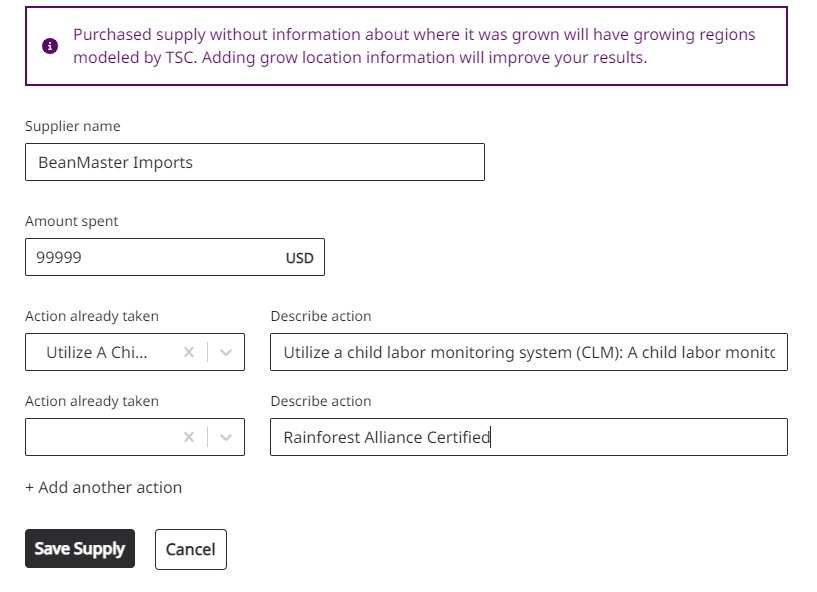 Purchased supply without information about where it was grown will have growing regions
modeled by TSC. Adding grow location information will improve your results.
Supplier name
BeanMaster Imports
Amount spent
99999 USD
Action already taken Describe action
Utilize A Chi... Utilize a child labor monitoring system (CLM): A child labor monitc
Action already taken Describe action
Rainforest Alliance Certified
+ Add another action
Save Supply Cancel